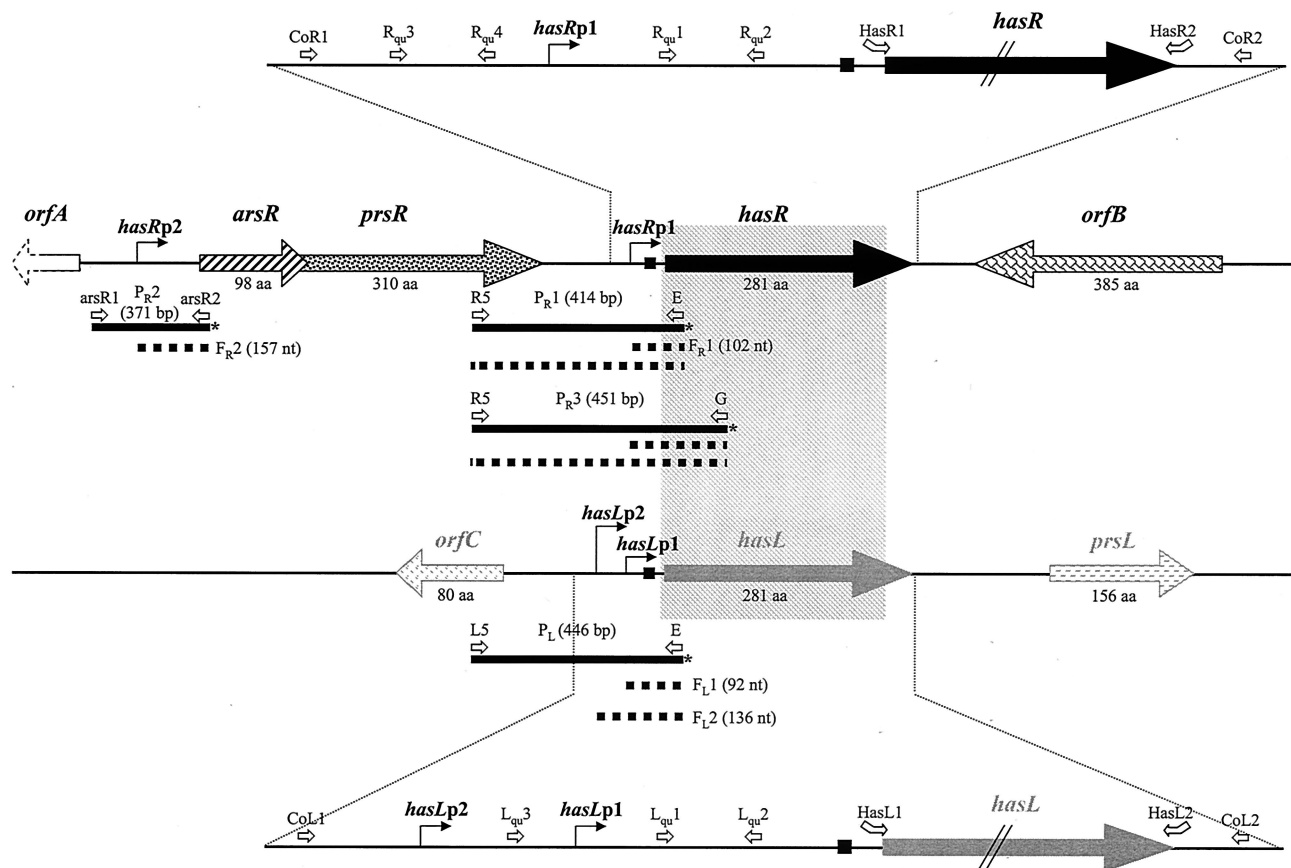 CoR1 Rqu3 Rqu4 hasRp1 Rqu1 Rqu2 HasR1 hasR HasR2 CoR2
orfA hasRp2 arsR prsR hasRp1 hasR orfB
98 aa 310 aa 281 aa 385 aa
arsR1 PR2 (371 bp) arsR2 * R5 PR1 (414 bp) E *
FR2 (157 nt) FR1 (102 nt)
R5 PR3 (451 bp) G *
hasLp2
orfC hasLp1 hasL prsL
80 aa 281 aa 156 aa
L5 PL (446 bp) E *
FL1 (92 nt)
FL2 (136 nt)
CoL1 hasLp2 Lqu3 hasLp1 Lqu1 Lqu2 HasL1 hasL HasL2 CoL2